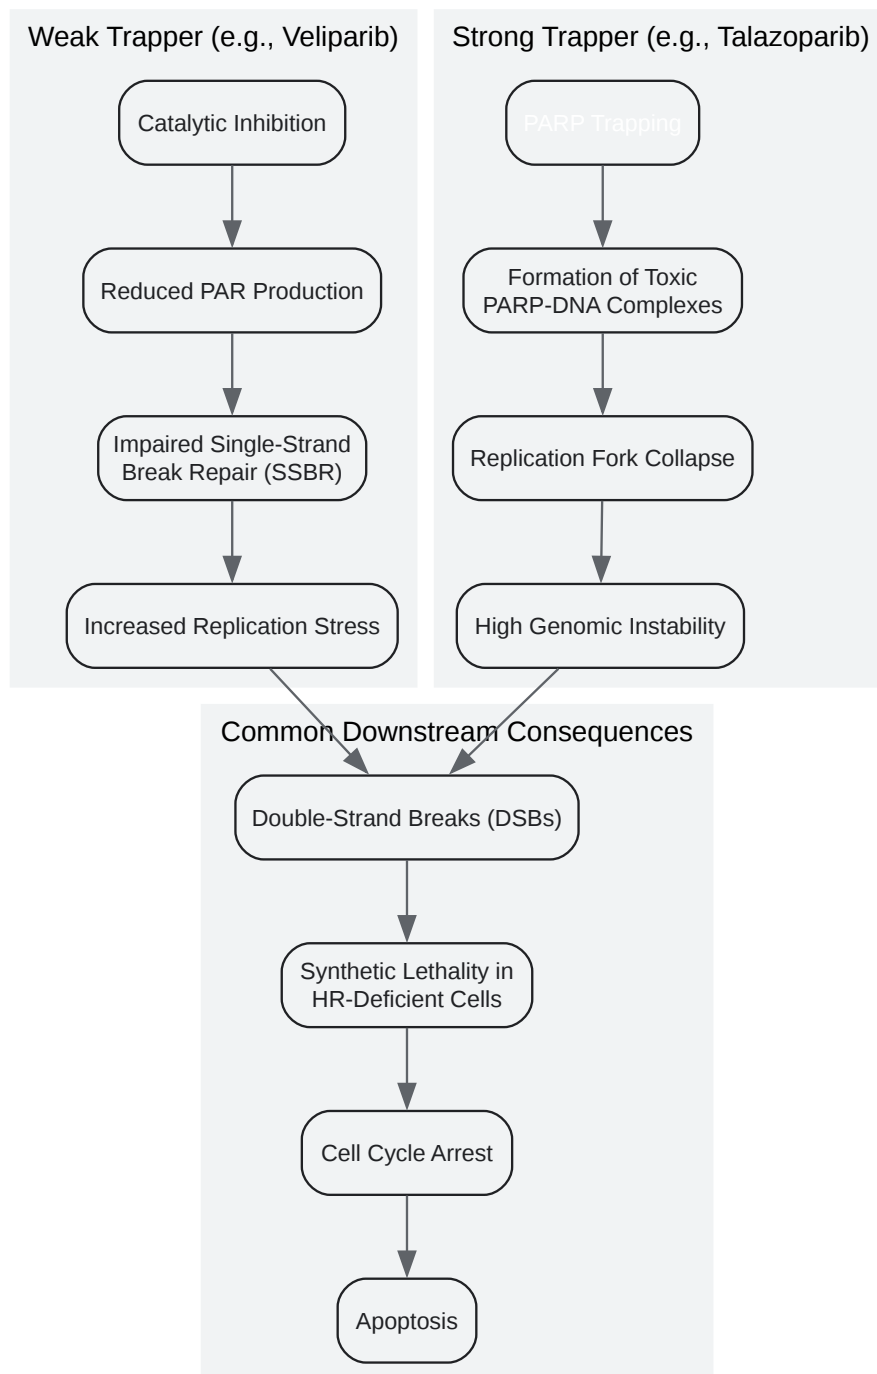 Weak Trapper (e.g., Veliparib)
Catalytic Inhibition
Reduced PAR Production
Impaired Single-Strand
Break Repair (SSBR)
Increased Replication Stress
Strong Trapper (e.g., Talazoparib)
PARP Trapping
Formation of Toxic
PARP-DNA Complexes
Replication Fork Collapse
High Genomic Instability
Common Downstream Consequences
Double-Strand Breaks (DSBs)
Synthetic Lethality in
HR-Deficient Cells
Cell Cycle Arrest
Apoptosis